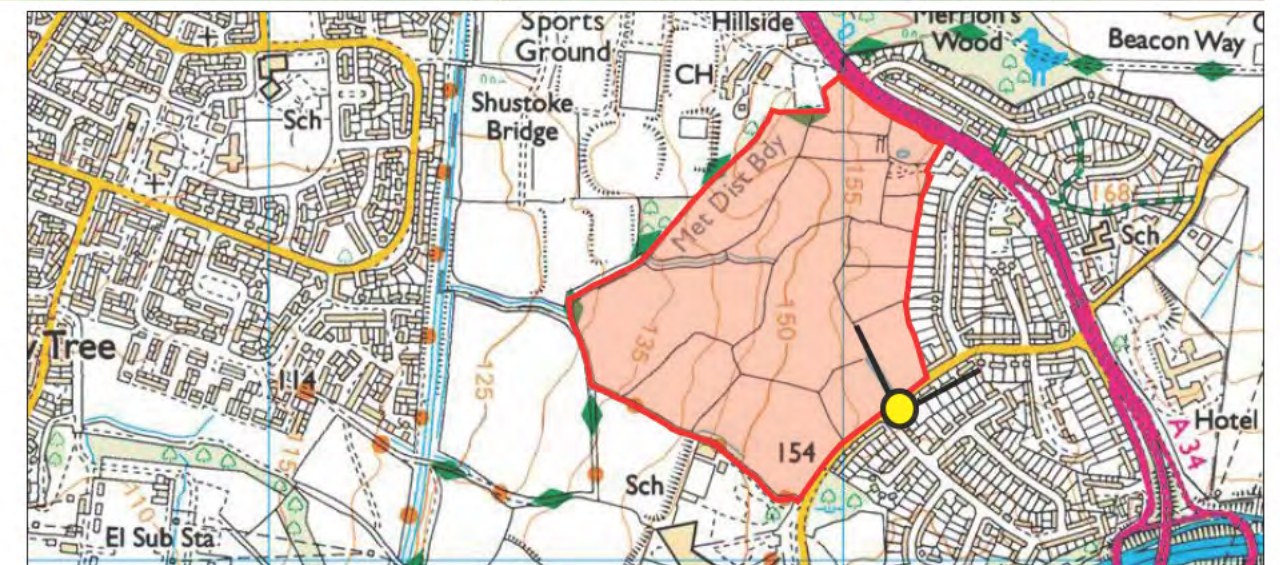 Sports
Ground
Hillside
Merrion's
Wood
Beacon Way
CH
Shustoke
Bridge
Sch
Met Dist Bdy
155
168
Sch
150
135
Tree
114
125
A 34
Hotel
154
115
Sch
110
El Sub Sta